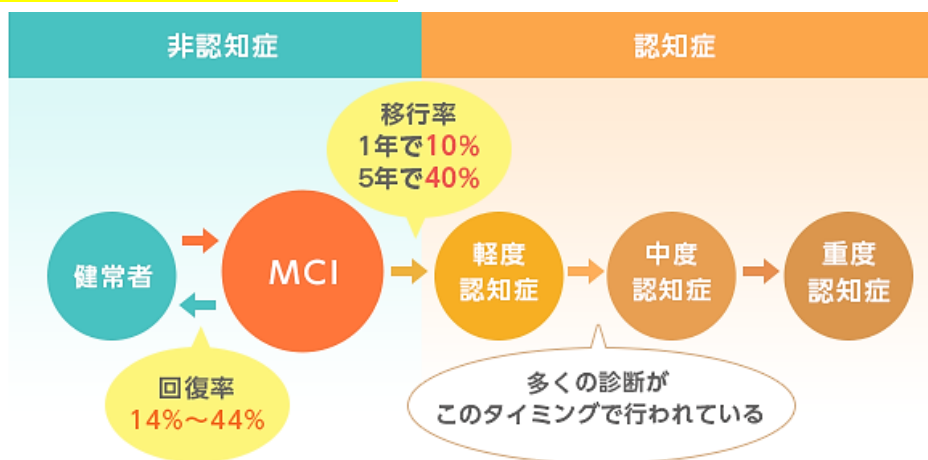 非認知症
認知症
移行率
1年で10%
5年で40%
健常者
MCI
軽度
認知症
中度
認知症
重度
認知症
回復率
14%～44%
多くの診断が
このタイミングで行われている